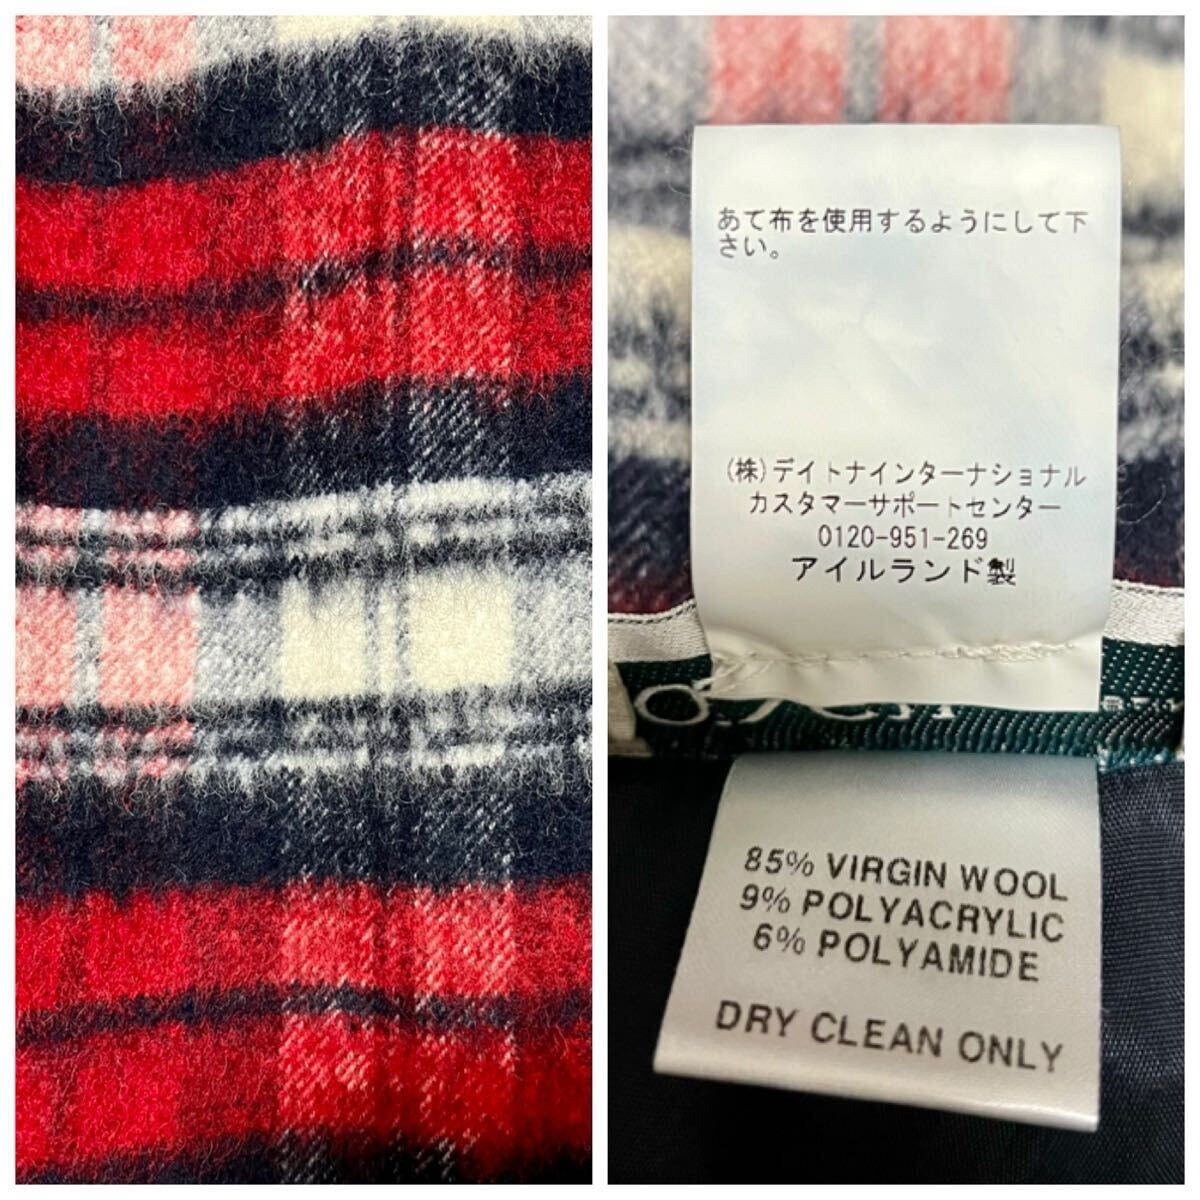 あて布を使用するようにして下
さい。
(株)デイトナインターナショナル
カスタマーサポートセンター
0120-951-269
アイルランド製
85% VIRGIN WOOL
9% POLYACRYLIC
6% POLYAMIDE
DRY CLEAN ONLY